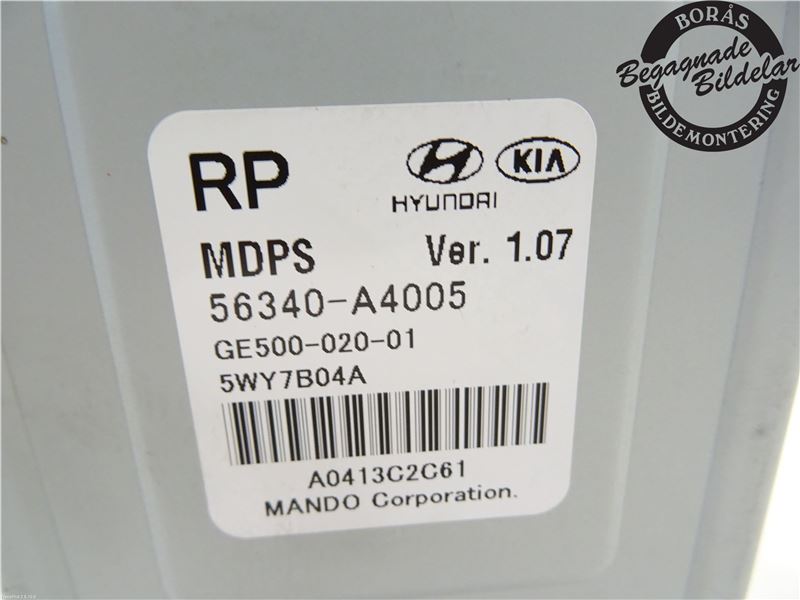 BORÅS
Begagnade
Bildelar
BILDEMONTERING
RP
HYUNDAI
KIA
MDPS Ver. 1.07
56340-A4005
GE500-020-01
5WY7B04A
A0413C2C61
MANDO Corporation.